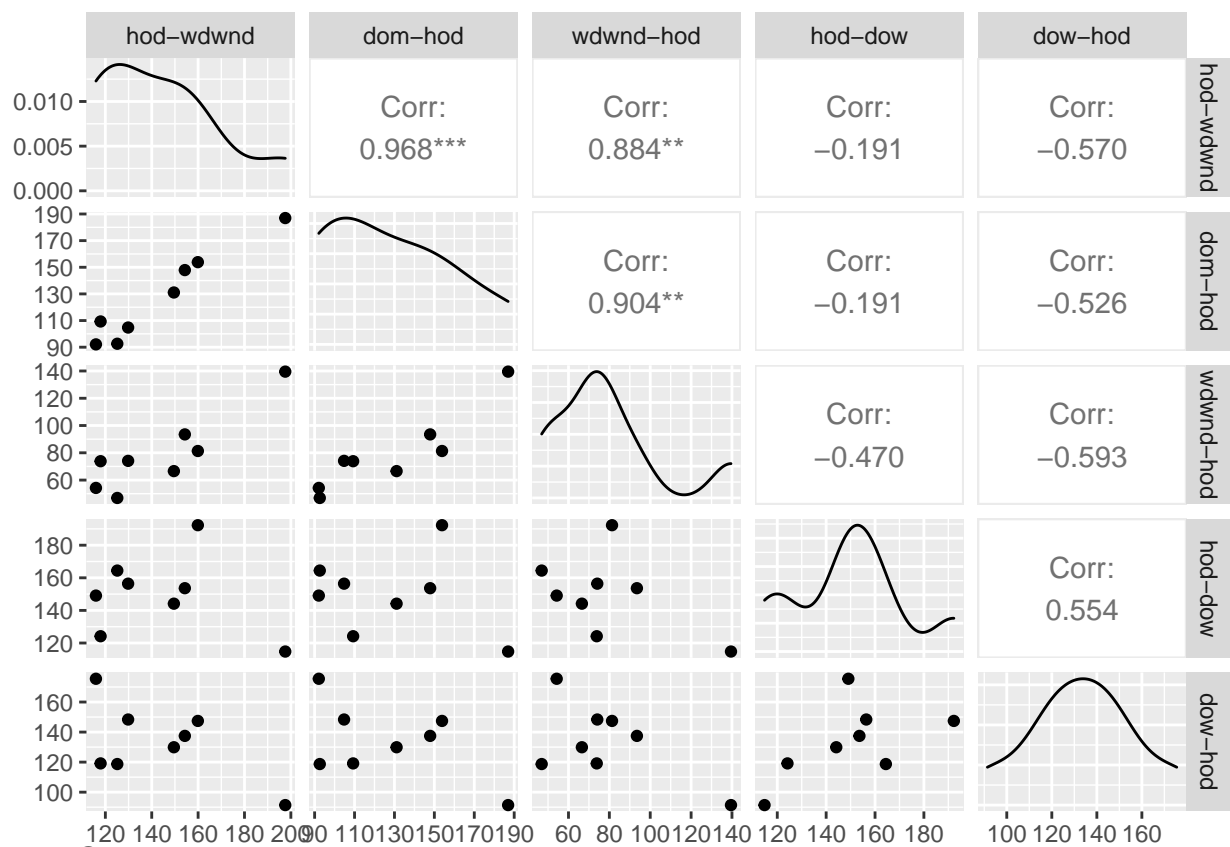 hod−wdwnd dom−hod wdwnd−hod hod−dow dow−hod
0.010
0.005
0.000
Corr:
0.968***
Corr:
0.884**
Corr:
−0.191
Corr:
−0.570
hod−wdwnd
190
170
150
130
110
90
Corr:
0.904**
Corr:
−0.191
Corr:
−0.526
dom−hod
140
120
100
80
60
Corr:
−0.470
Corr:
−0.593
wdwnd−hod
180
160
140
120
Corr:
0.554
hod−dow
160
140
120
100
dow−hod
120 140 160 180 200 90 110 130 150 170 190 60 80 100 120 140 120 140 160 180 100 120 140 160